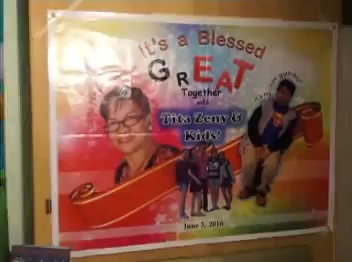 It's a Blessed
GREAT
Together
with
Tita Zeny &
Kids!
June 5, 2016